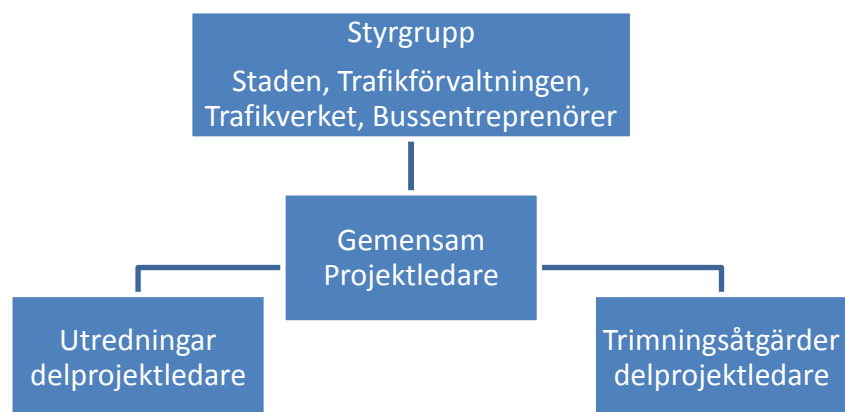 Styrgrupp
Staden, Trafikförvaltningen,
Trafikverket, Bussentreprenörer
Gemensam
Projektledare
Utredningar
delprojektledare
Trimningsåtgärder
delprojektledare